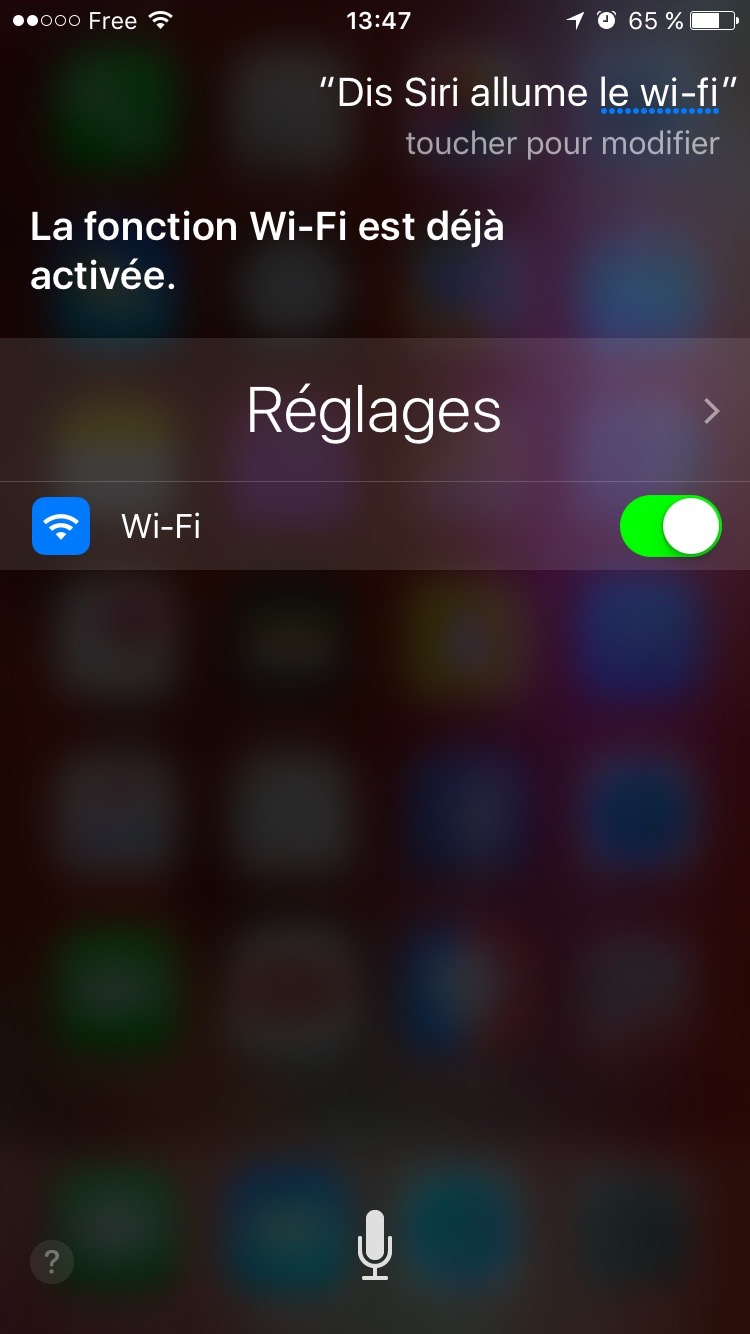 Free 13:47 65 %
“Dis Siri allume le wi-fi”
toucher pour modifier
La fonction Wi-Fi est déjà
activée.
Réglages
Wi-Fi
?